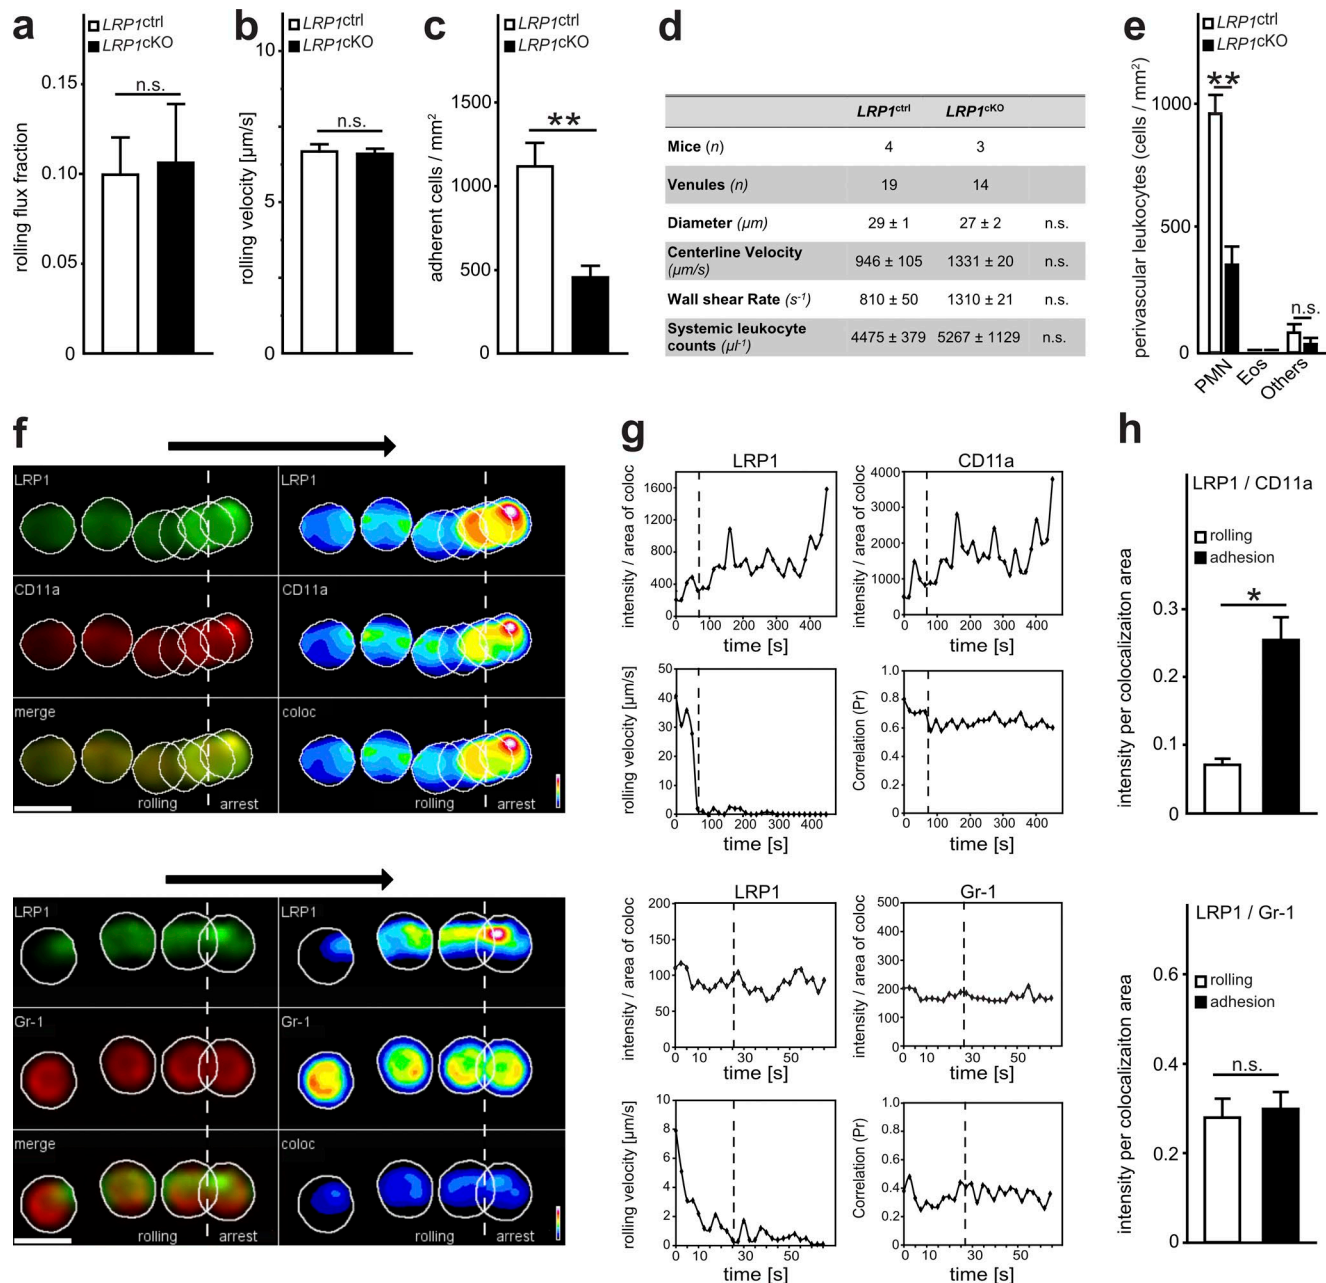 a
LRP1ctrl
LRP1cKO
rolling flux fraction
0.15
0.10
0.05
0
n.s.
b
LRP1ctrl
LRP1cKO
rolling velocity [µm/s]
10
5
0
n.s.
c
LRP1ctrl
LRP1cKO
adherent cells / mm²
1500
1000
500
0
**
d
LRP1ctrl LRP1cKO
Mice (n) 4 3
Venules (n) 19 14
Diameter (µm) 29 ± 1 27 ± 2 n.s.
Centerline Velocity
(µm/s) 946 ± 105 1331 ± 20 n.s.
Wall shear Rate (s-1) 810 ± 50 1310 ± 21 n.s.
Systemic leukocyte
counts (µl-1) 4475 ± 379 5267 ± 1129 n.s.
e
LRP1ctrl
LRP1cKO
perivascular leukocytes (cells / mm²)
1000
500
0
**
n.s.
PMN Eos Others
f
LRP1 LRP1
CD11a CD11a
merge coloc
rolling arrest rolling arrest
LRP1 LRP1
Gr-1 Gr-1
merge coloc
rolling arrest rolling arrest
g
LRP1
intensity / area of coloc
1600
1200
800
400
0
0 100 200 300 400
time [s]
CD11a
intensity / area of coloc
4000
3000
2000
1000
0
0 100 200 300 400
time [s]
rolling velocity [µm/s]
50
40
30
20
10
0
0 100 200 300 400
time [s]
Correlation (Pr)
1.0
0.8
0.6
0.4
0.2
0.0
0 100 200 300 400
time [s]
LRP1
intensity / area of coloc
200
150
100
50
0
0 10 20 50
time [s]
Gr-1
intensity / area of coloc
500
400
300
200
100
0
0 10 20 50
time [s]
rolling velocity [µm/s]
10
8
6
4
2
0
0 10 20 50
time [s]
Correlation (Pr)
1.0
0.8
0.6
0.4
0.2
0.0
0 10 20 50
time [s]
h
LRP1 / CD11a
rolling
adhesion
intensity per colocalizaiton area
0.3
0.2
0.1
0
*
LRP1 / Gr-1
rolling
adhesion
intensity per colocalizaiton area
0.6
0.4
0.2
0
n.s.